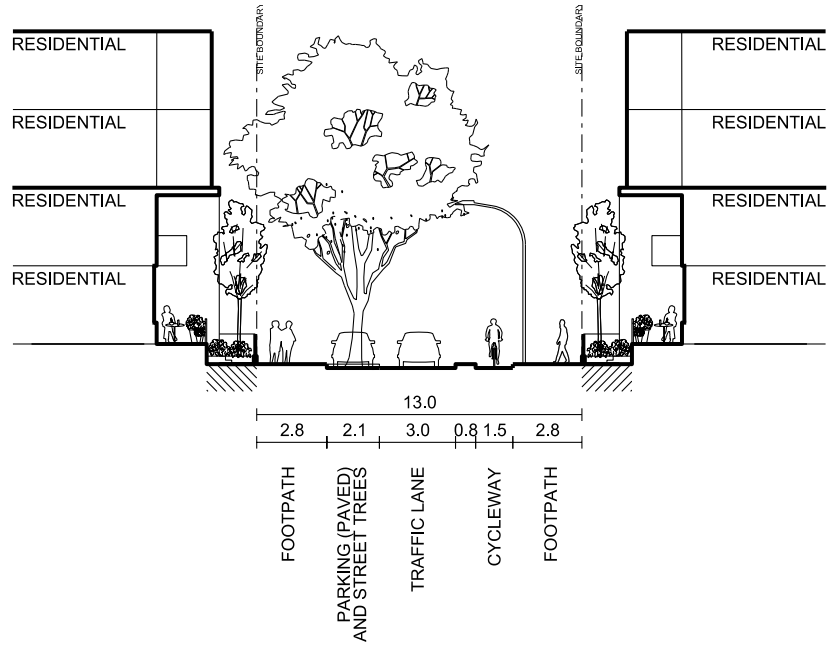 SITE BOUNDARY
SITE BOUNDARY
RESIDENTIAL
RESIDENTIAL
RESIDENTIAL
RESIDENTIAL
RESIDENTIAL
RESIDENTIAL
RESIDENTIAL
RESIDENTIAL
13.0
2.8 2.1 3.0 0.8 1.5 2.8
FOOTPATH
PARKING (PAVED)
AND STREET TREES
TRAFFIC LANE
CYCLEWAY
FOOTPATH